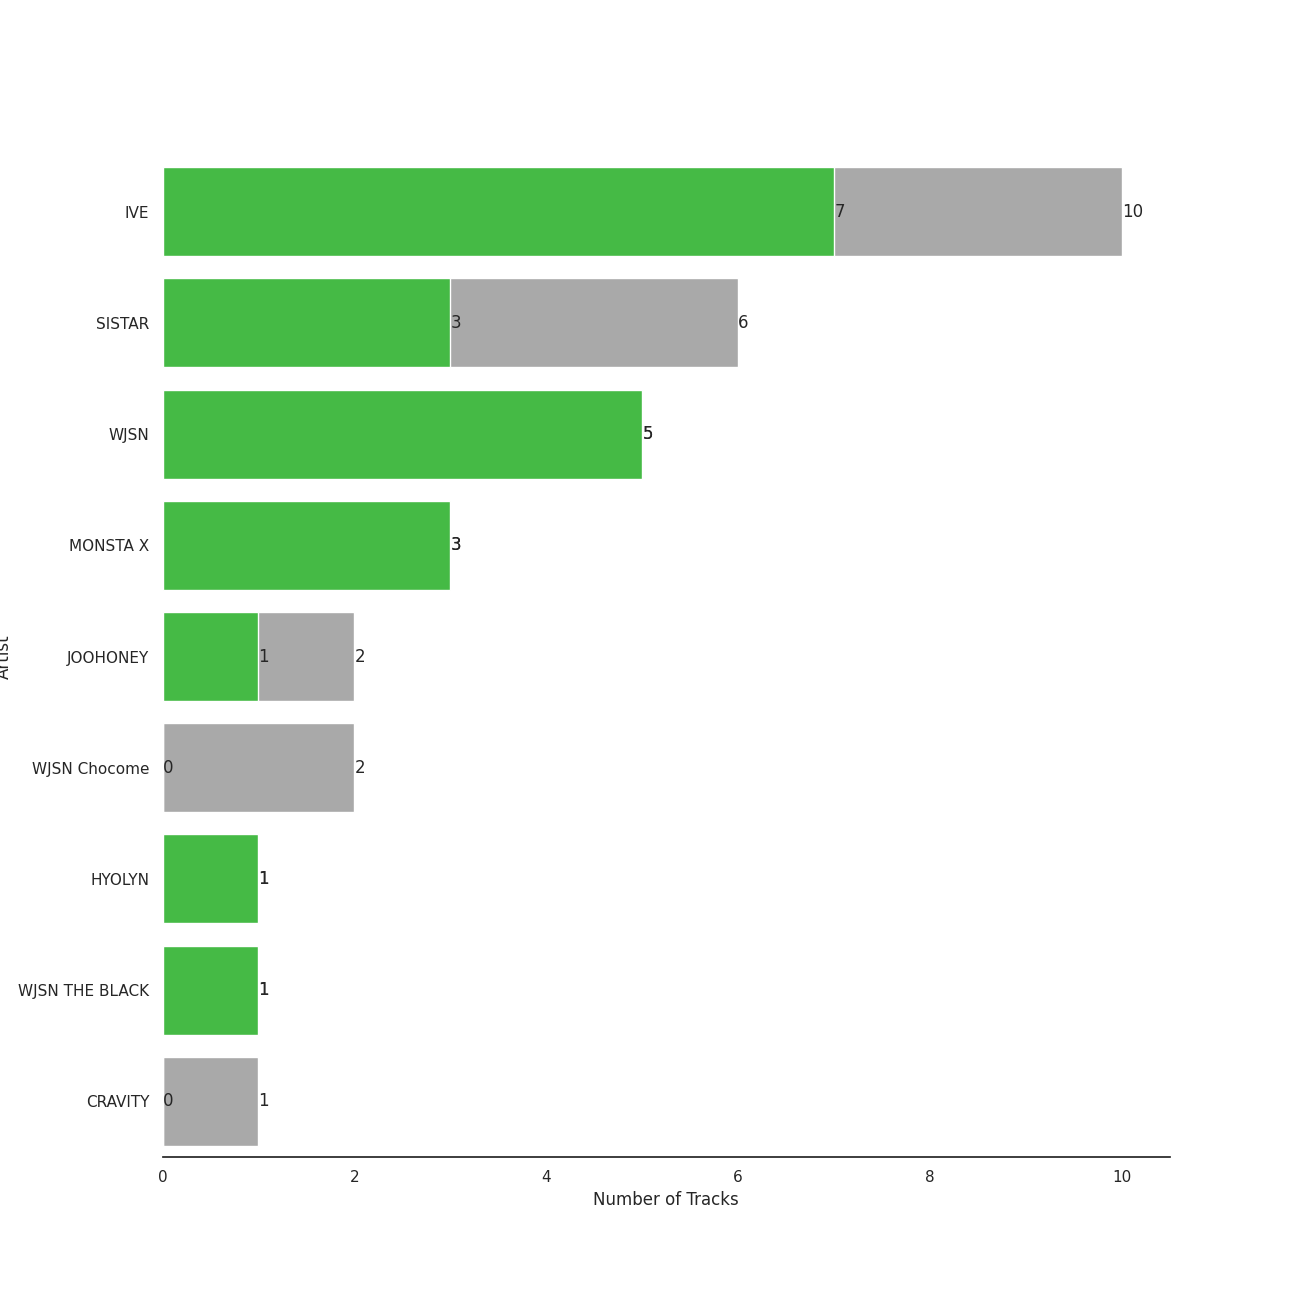 IVE 7 10
SISTAR 3 6
WJSN 5
MONSTA X 3
JOOHONEY 1 2
WJSN Chocome 0 2
HYOLYN 1
WJSN THE BLACK 1
CRAVITY 0 1
0 2 4 6 8 10
Number of Tracks
Artist